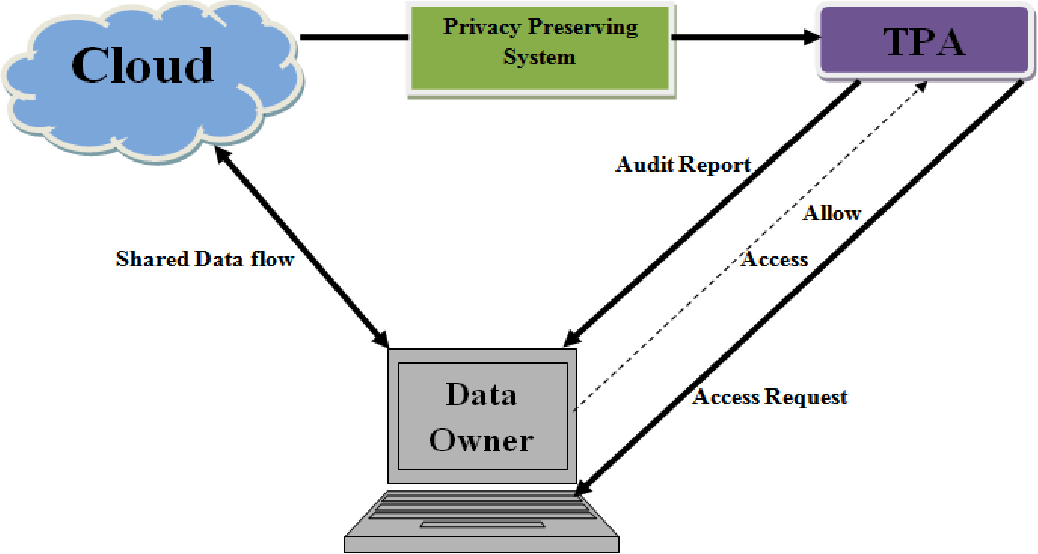 Cloud
Privacy Preserving
System
TPA
Audit Report
Allow
Shared Data flow
Access
Data
Owner
Access Request